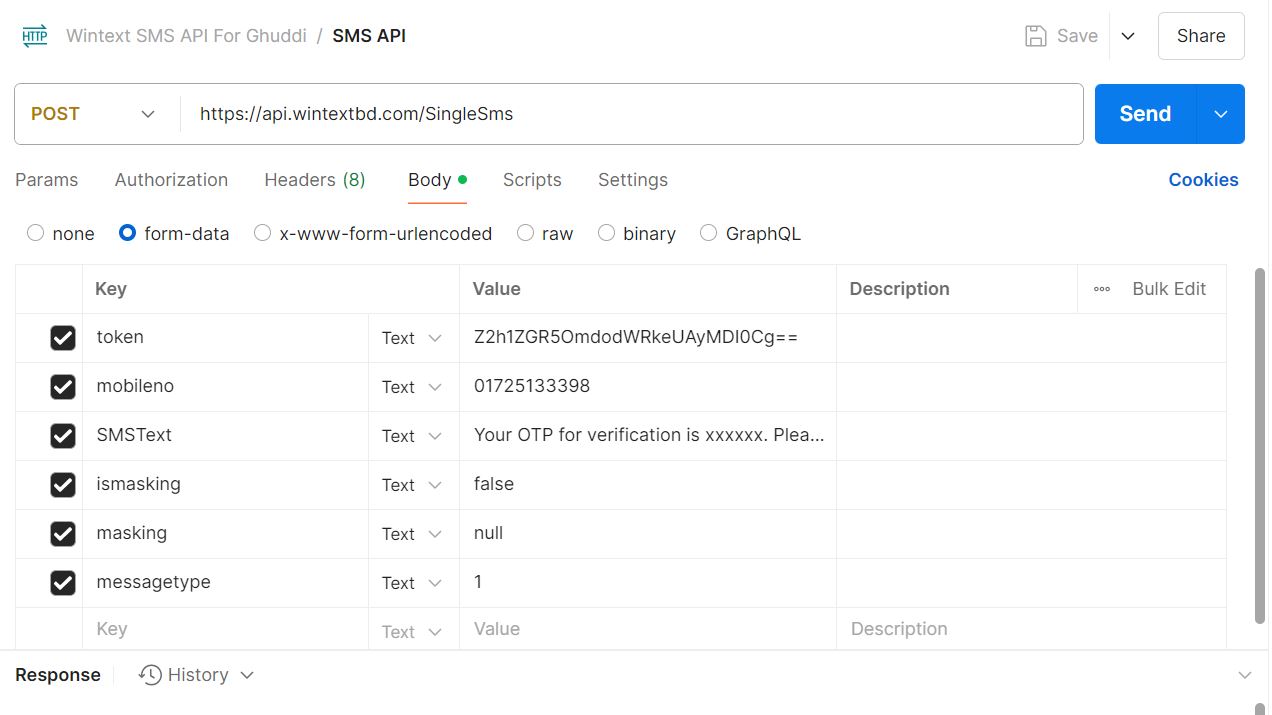 HTTP Wintext SMS API For Ghuddi / SMS API Save Share
POST https://api.wintextbd.com/SingleSms Send
Params Authorization Headers (8) Body Scripts Settings Cookies
none form-data x-www-form-urlencoded raw binary GraphQL
Key Value Description Bulk Edit
token Text Z2h1ZGR5OmdodWRkeUAyMDI0Cg==
mobileno Text 01725133398
SMSText Text Your OTP for verification is xxxxxx. Plea...
ismasking Text false
masking Text null
messagetype Text 1
Key Text Value Description
Response History